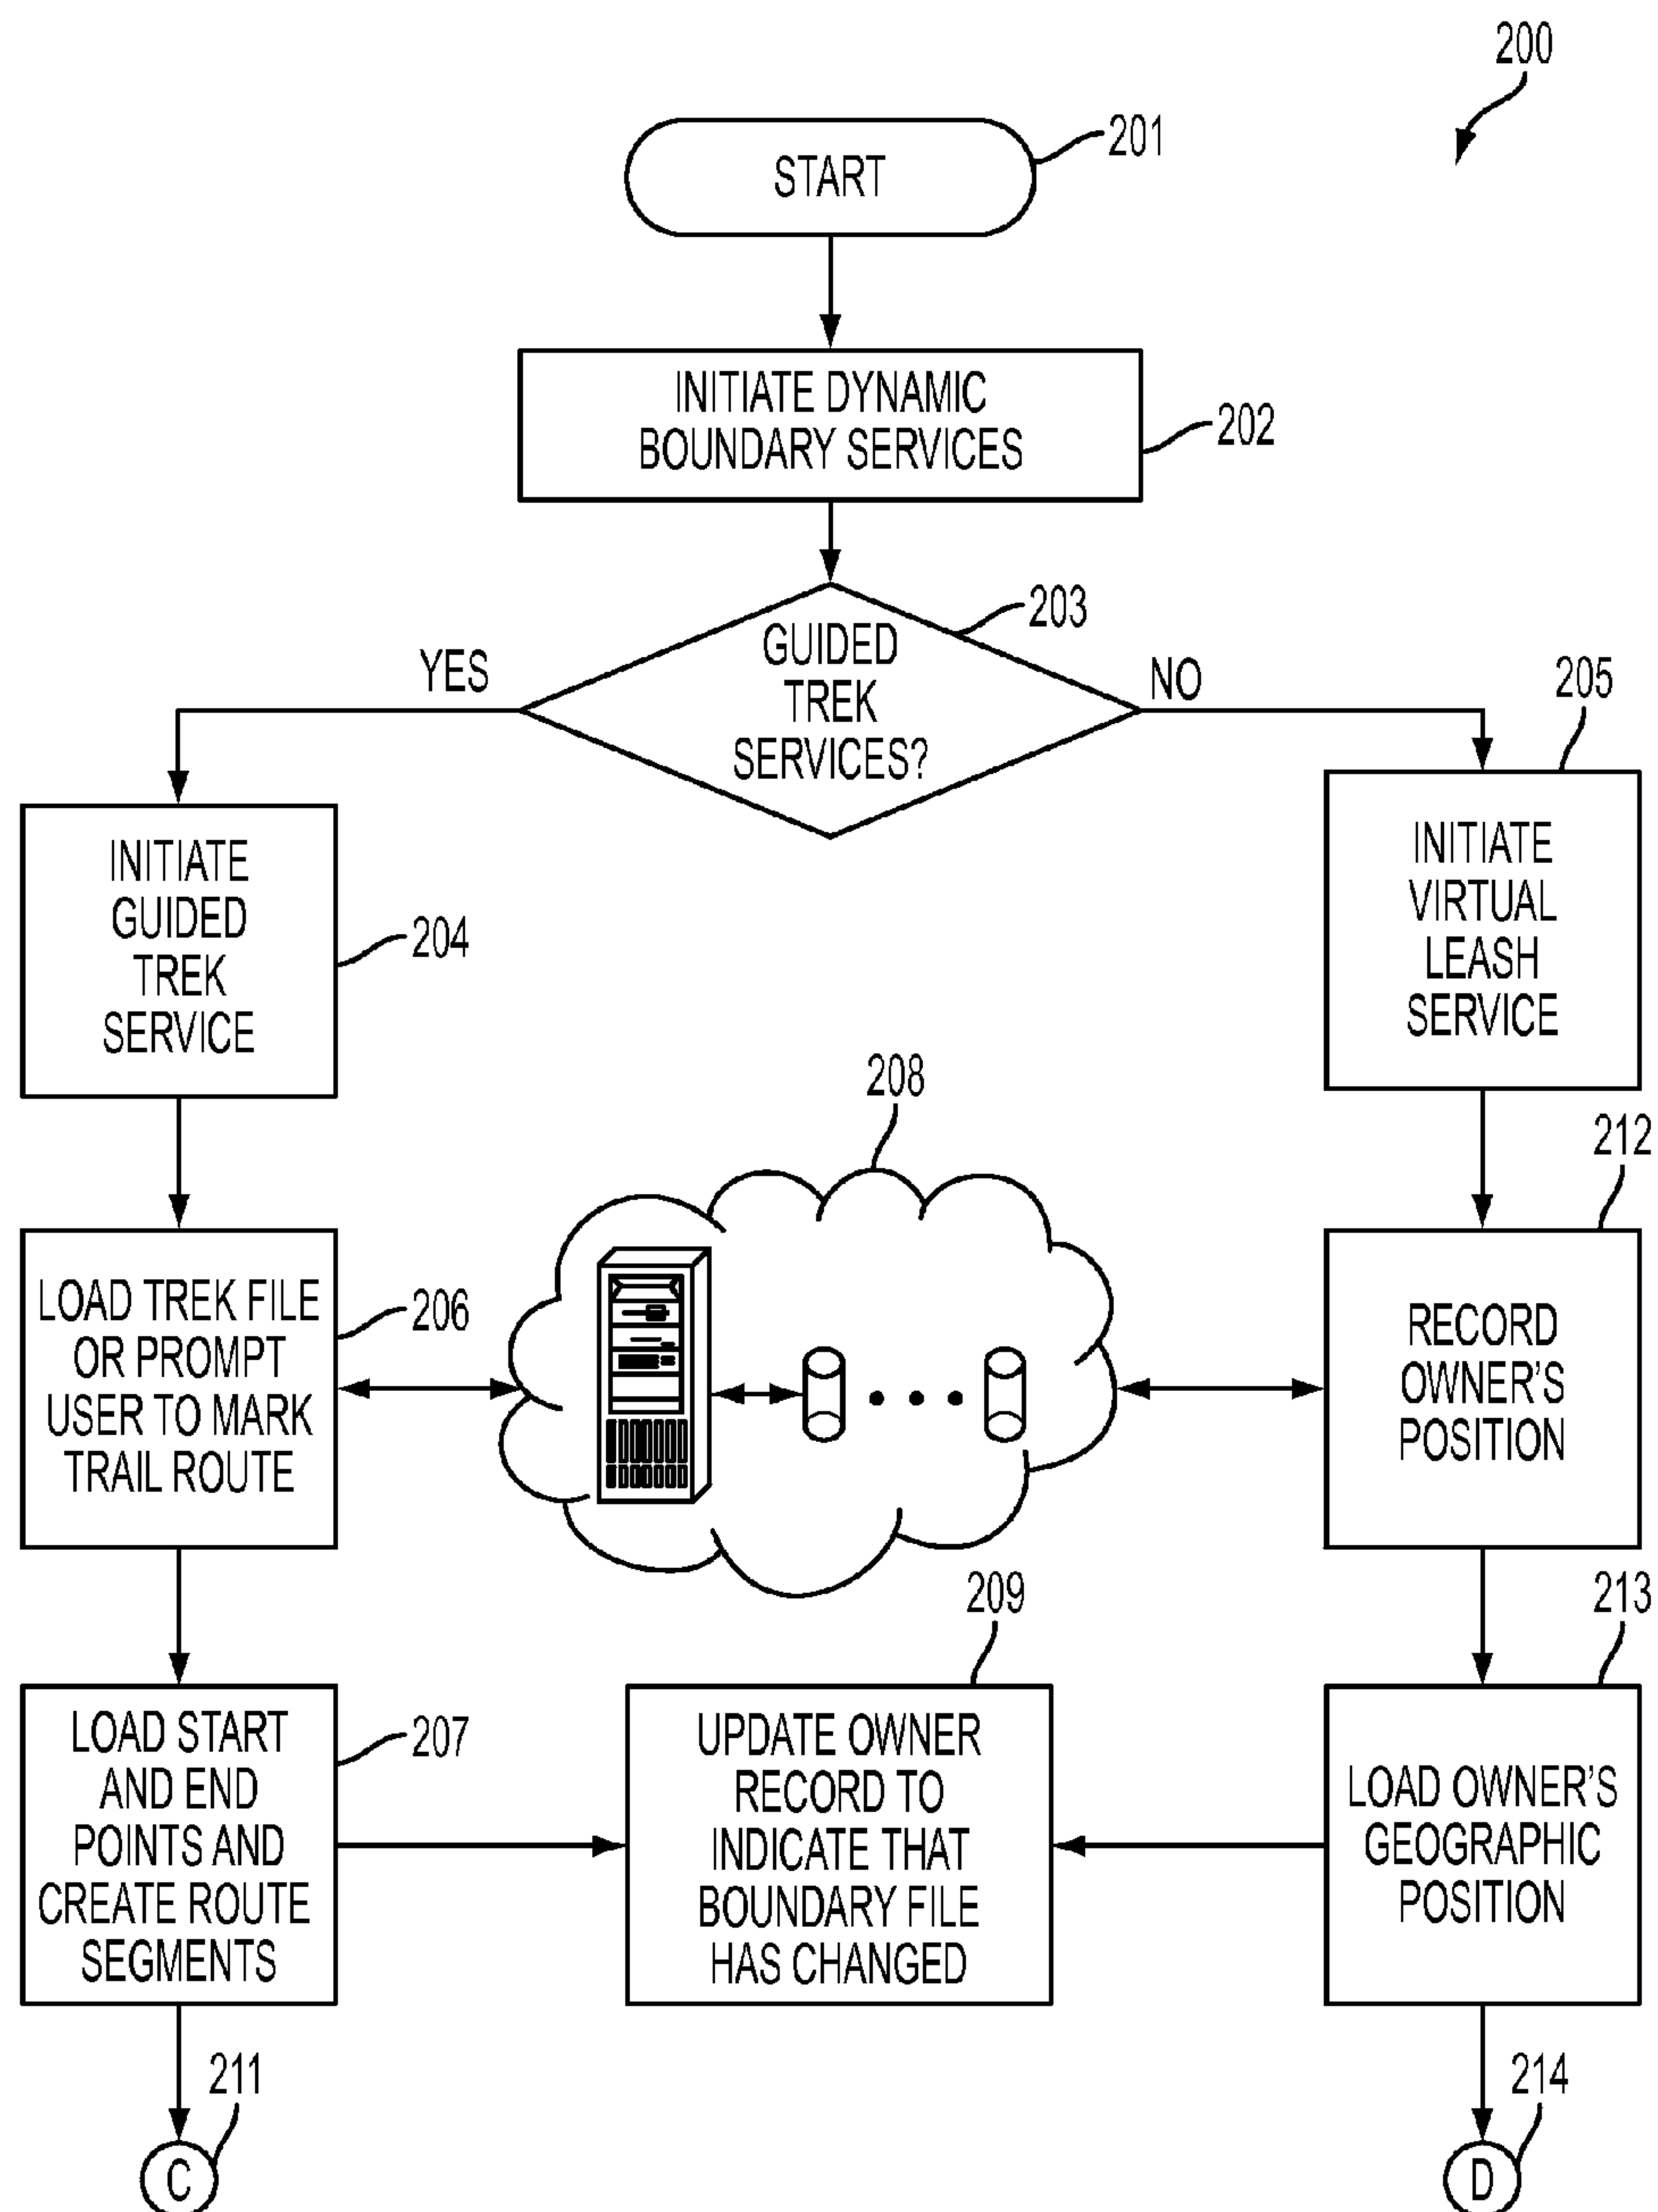 200
START
201
INITIATE DYNAMIC
BOUNDARY SERVICES
202
GUIDED
TREK
SERVICES?
203
YES
NO
205
INITIATE
GUIDED
TREK
SERVICE
204
INITIATE
VIRTUAL
LEASH
SERVICE
208
212
LOAD TREK FILE
OR PROMPT
USER TO MARK
TRAIL ROUTE
206
RECORD
OWNER'S
POSITION
209
213
LOAD START
AND END
POINTS AND
CREATE ROUTE
SEGMENTS
207
UPDATE OWNER
RECORD TO
INDICATE THAT
BOUNDARY FILE
HAS CHANGED
LOAD OWNER'S
GEOGRAPHIC
POSITION
211
214
C
D